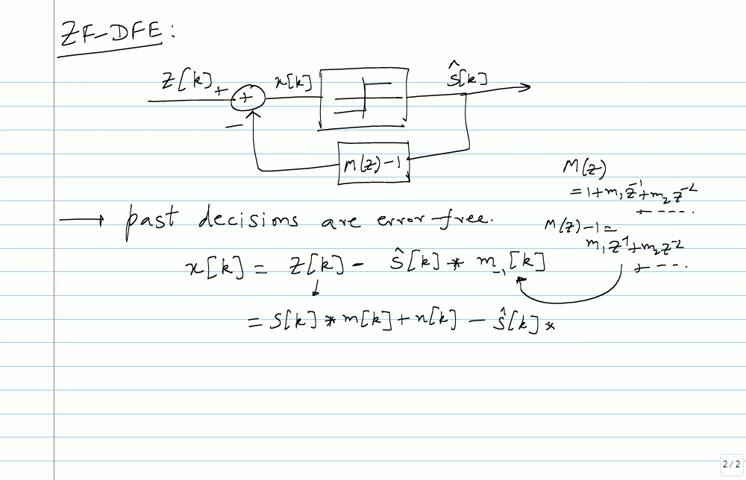 ZF-DFE:
z[k] + + x[k] ŝ[k]
−
M(z)-1
M(z)
= 1 + m₁z⁻¹ + m₂z⁻²
+ ----
→ past decisions are error-free.
M(z)-1 =
m₁z⁻¹ + m₂z⁻²
+ ---.
x[k] = z[k] − ŝ[k] * m₋₁[k]
= s[k] * m[k] + n[k] − ŝ[k] *
2/2